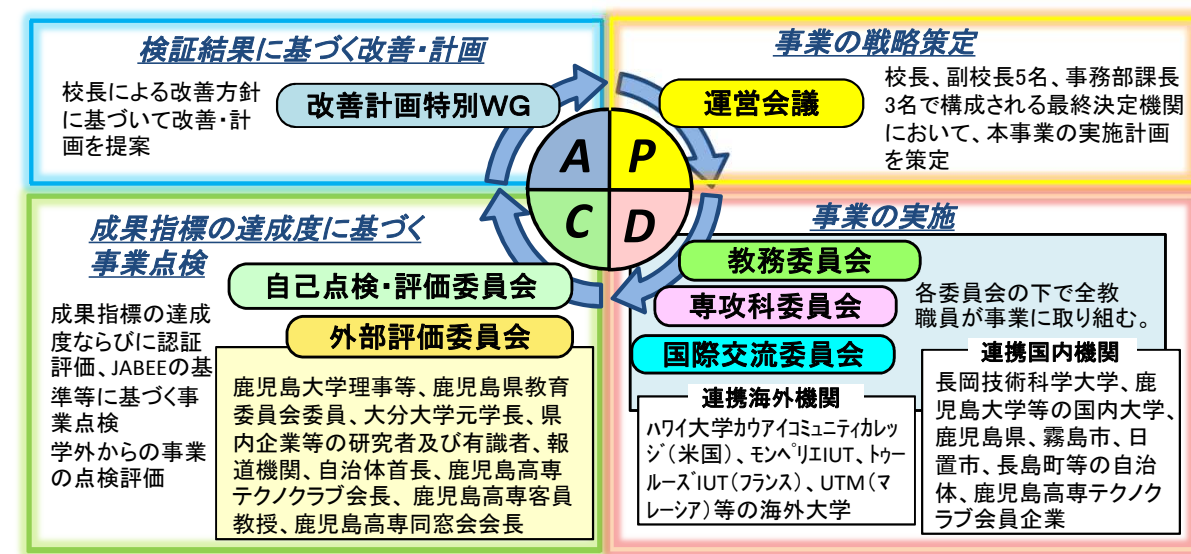 検証結果に基づく改善・計画
校長による改善方針
に基づいて改善・計
画を提案
改善計画特別WG
事業の戦略策定
運営会議
校長、副校長5名、事務部課長
3名で構成される最終決定機関
において、本事業の実施計画
を策定
A
P
C
D
成果指標の達成度に基づく
事業点検
自己点検・評価委員会
外部評価委員会
成果指標の達成
度ならびに認証
評価、JABEEの基
準等に基づく事
業点検
学外からの事業
の点検評価
鹿児島大学理事等、鹿児島県教育
委員会委員、大分大学元学長、県
内企業等の研究者及び有識者、報
道機関、自治体首長、鹿児島高専
テクノクラブ会長、鹿児島高専客員
教授、鹿児島高専同窓会会長
事業の実施
教務委員会
専攻科委員会
国際交流委員会
各委員会の下で全教
職員が事業に取り組む。
連携海外機関
ハワイ大学カウアイコミュニティカレッ
ジ(米国)、モンペリエIUT、トゥー
ルーズIUT(フランス)、UTM(マ
レーシア)等の海外大学
連携国内機関
長岡技術科学大学、鹿
児島大学等の国内大学、
鹿児島県、霧島市、日
置市、長島町等の自治
体、鹿児島高専テクノク
ラブ会員企業